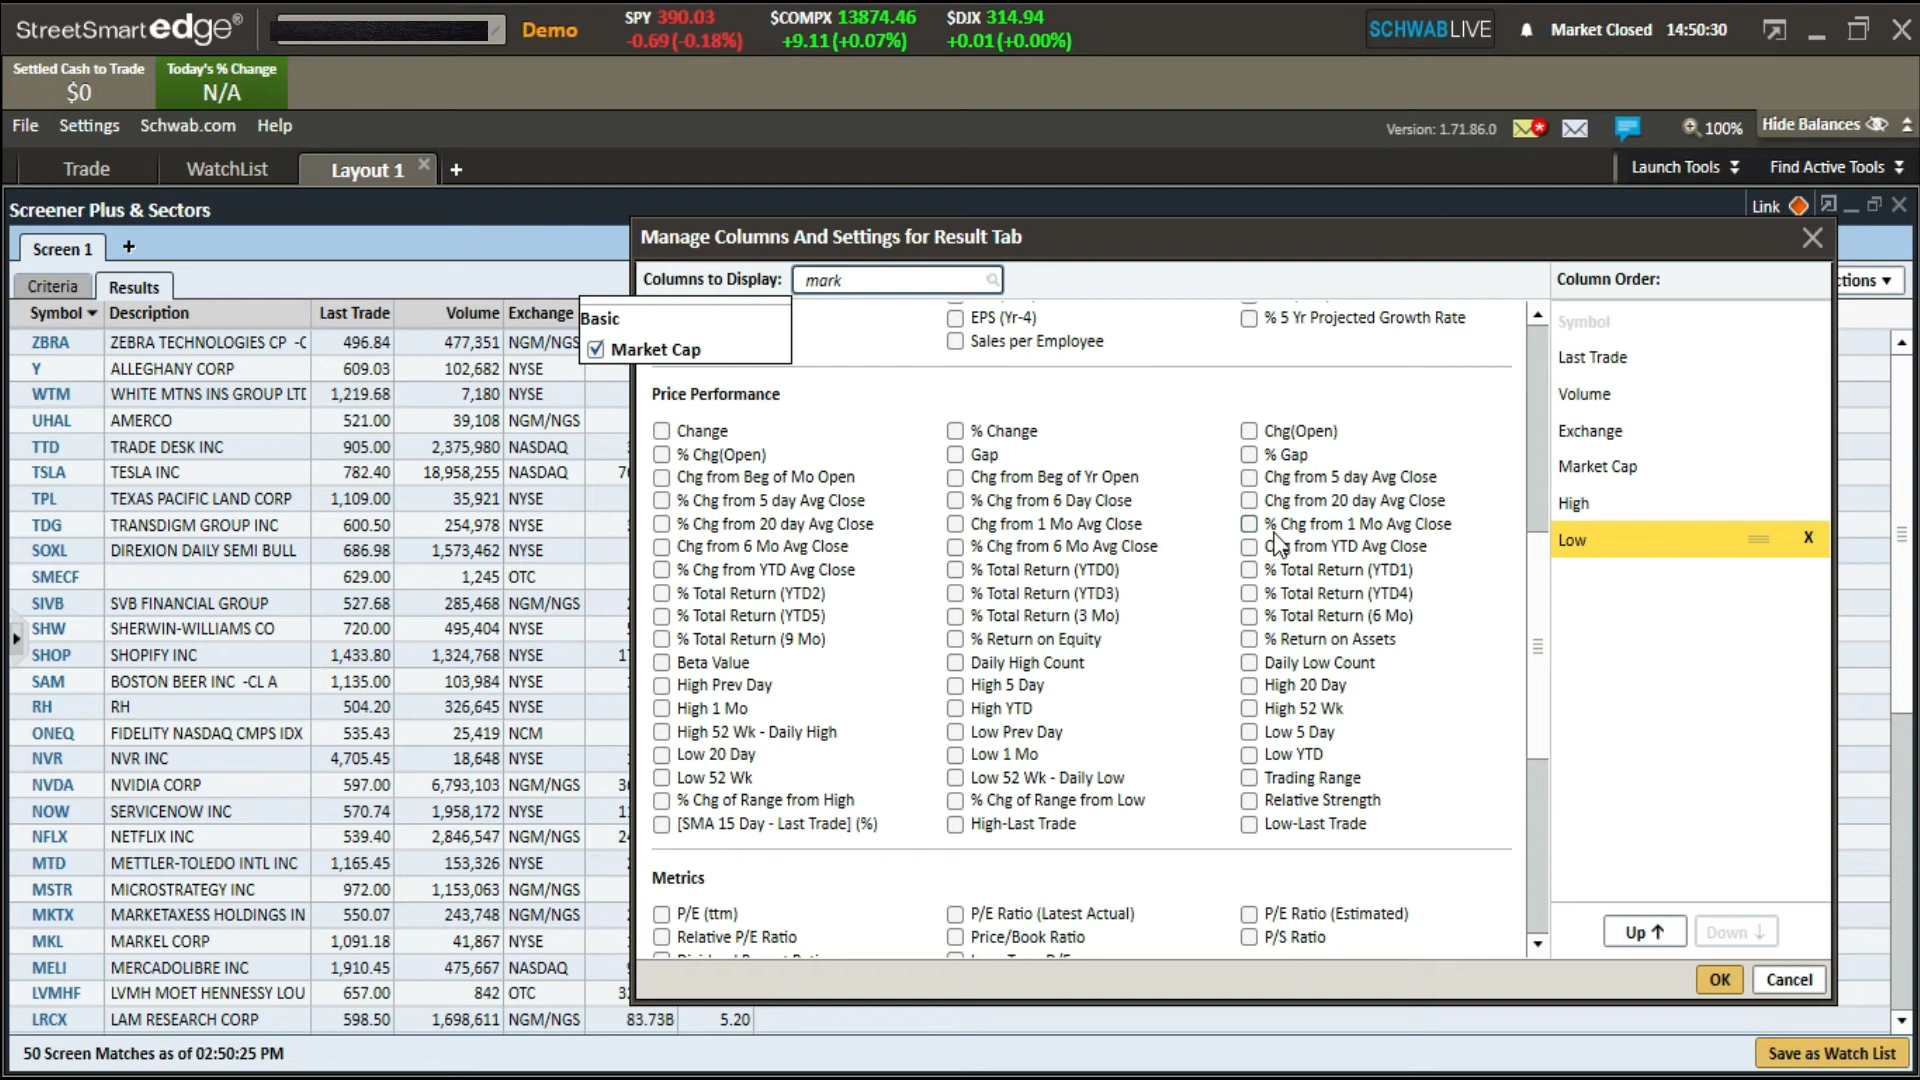 StreetSmart edge®
Demo
SPY 390.03
-0.69 (-0.18%)
$COMPX 13874.46
+9.11 (+0.07%)
$DJX 314.94
+0.01 (+0.00%)
SCHWABLIVE
Market Closed 14:50:30
Settled Cash to Trade
$0
Today's % Change
N/A
File Settings Schwab.com Help
Version: 1.71.86.0 100% Hide Balances
Trade WatchList Layout 1 +
Launch Tools Find Active Tools
Screener Plus & Sectors
Link
Screen 1 +
Criteria Results
Symbol Description Last Trade Volume Exchange
ZBRA ZEBRA TECHNOLOGIES CP -C 496.84 477,351 NGM/NGS
Y ALLEGHANY CORP 609.03 102,682 NYSE
WTM WHITE MTNS INS GROUP LTD 1,219.68 7,180 NYSE
UHAL AMERCO 521.00 39,108 NGM/NGS
TTD TRADE DESK INC 905.00 2,375,980 NASDAQ
TSLA TESLA INC 782.40 18,958,255 NASDAQ
TPL TEXAS PACIFIC LAND CORP 1,109.00 35,921 NYSE
TDG TRANSDIGM GROUP INC 600.50 254,978 NYSE
SOXL DIREXION DAILY SEMI BULL 686.98 1,573,462 NYSE
SMECF 629.00 1,245 OTC
SIVB SVB FINANCIAL GROUP 527.68 285,468 NGM/NGS
SHW SHERWIN-WILLIAMS CO 720.00 495,404 NYSE
SHOP SHOPIFY INC 1,433.80 1,324,768 NYSE
SAM BOSTON BEER INC -CL A 1,135.00 103,984 NYSE
RH RH 504.20 326,645 NYSE
ONEQ FIDELITY NASDAQ CMPS IDX 535.43 25,419 NCM
NVR NVR INC 4,705.45 18,648 NYSE
NVDA NVIDIA CORP 597.00 6,793,103 NGM/NGS
NOW SERVICENOW INC 570.74 1,958,172 NYSE
NFLX NETFLIX INC 539.40 2,846,547 NGM/NGS
MTD METTLER-TOLEDO INTL INC 1,165.45 153,326 NYSE
MSTR MICROSTRATEGY INC 972.00 1,153,063 NGM/NGS
MKTX MARKETAXESS HOLDINGS IN 550.07 243,748 NGM/NGS
MKL MARKEL CORP 1,091.18 41,867 NYSE
MELI MERCADOLIBRE INC 1,910.45 475,667 NASDAQ
LVMHF LVMH MOET HENNESSY LOU 657.00 842 OTC
LRCX LAM RESEARCH CORP 598.50 1,698,611 NGM/NGS 83.73B 5.20
50 Screen Matches as of 02:50:25 PM
Save as Watch List
Manage Columns And Settings for Result Tab
Columns to Display: mark
Basic
Market Cap
EPS (Yr-4) % 5 Yr Projected Growth Rate
Sales per Employee
Price Performance
Change % Change Chg(Open)
% Chg(Open) Gap % Gap
Chg from Beg of Mo Open Chg from Beg of Yr Open Chg from 5 day Avg Close
% Chg from 5 day Avg Close % Chg from 6 Day Close Chg from 20 day Avg Close
% Chg from 20 day Avg Close Chg from 1 Mo Avg Close % Chg from 1 Mo Avg Close
Chg from 6 Mo Avg Close % Chg from 6 Mo Avg Close Chg from YTD Avg Close
% Chg from YTD Avg Close % Total Return (YTD0) % Total Return (YTD1)
% Total Return (YTD2) % Total Return (YTD3) % Total Return (YTD4)
% Total Return (YTD5) % Total Return (3 Mo) % Total Return (6 Mo)
% Total Return (9 Mo) % Return on Equity % Return on Assets
Beta Value Daily High Count Daily Low Count
High Prev Day High 5 Day High 20 Day
High 1 Mo High YTD High 52 Wk
High 52 Wk - Daily High Low Prev Day Low 5 Day
Low 20 Day Low 1 Mo Low YTD
Low 52 Wk Low 52 Wk - Daily Low Trading Range
% Chg of Range from High % Chg of Range from Low Relative Strength
[SMA 15 Day - Last Trade] (%) High-Last Trade Low-Last Trade
Metrics
P/E (ttm) P/E Ratio (Latest Actual) P/E Ratio (Estimated)
Relative P/E Ratio Price/Book Ratio P/S Ratio
Column Order:
Symbol
Last Trade
Volume
Exchange
Market Cap
High
Low X
Up ↑ Down ↓
OK Cancel